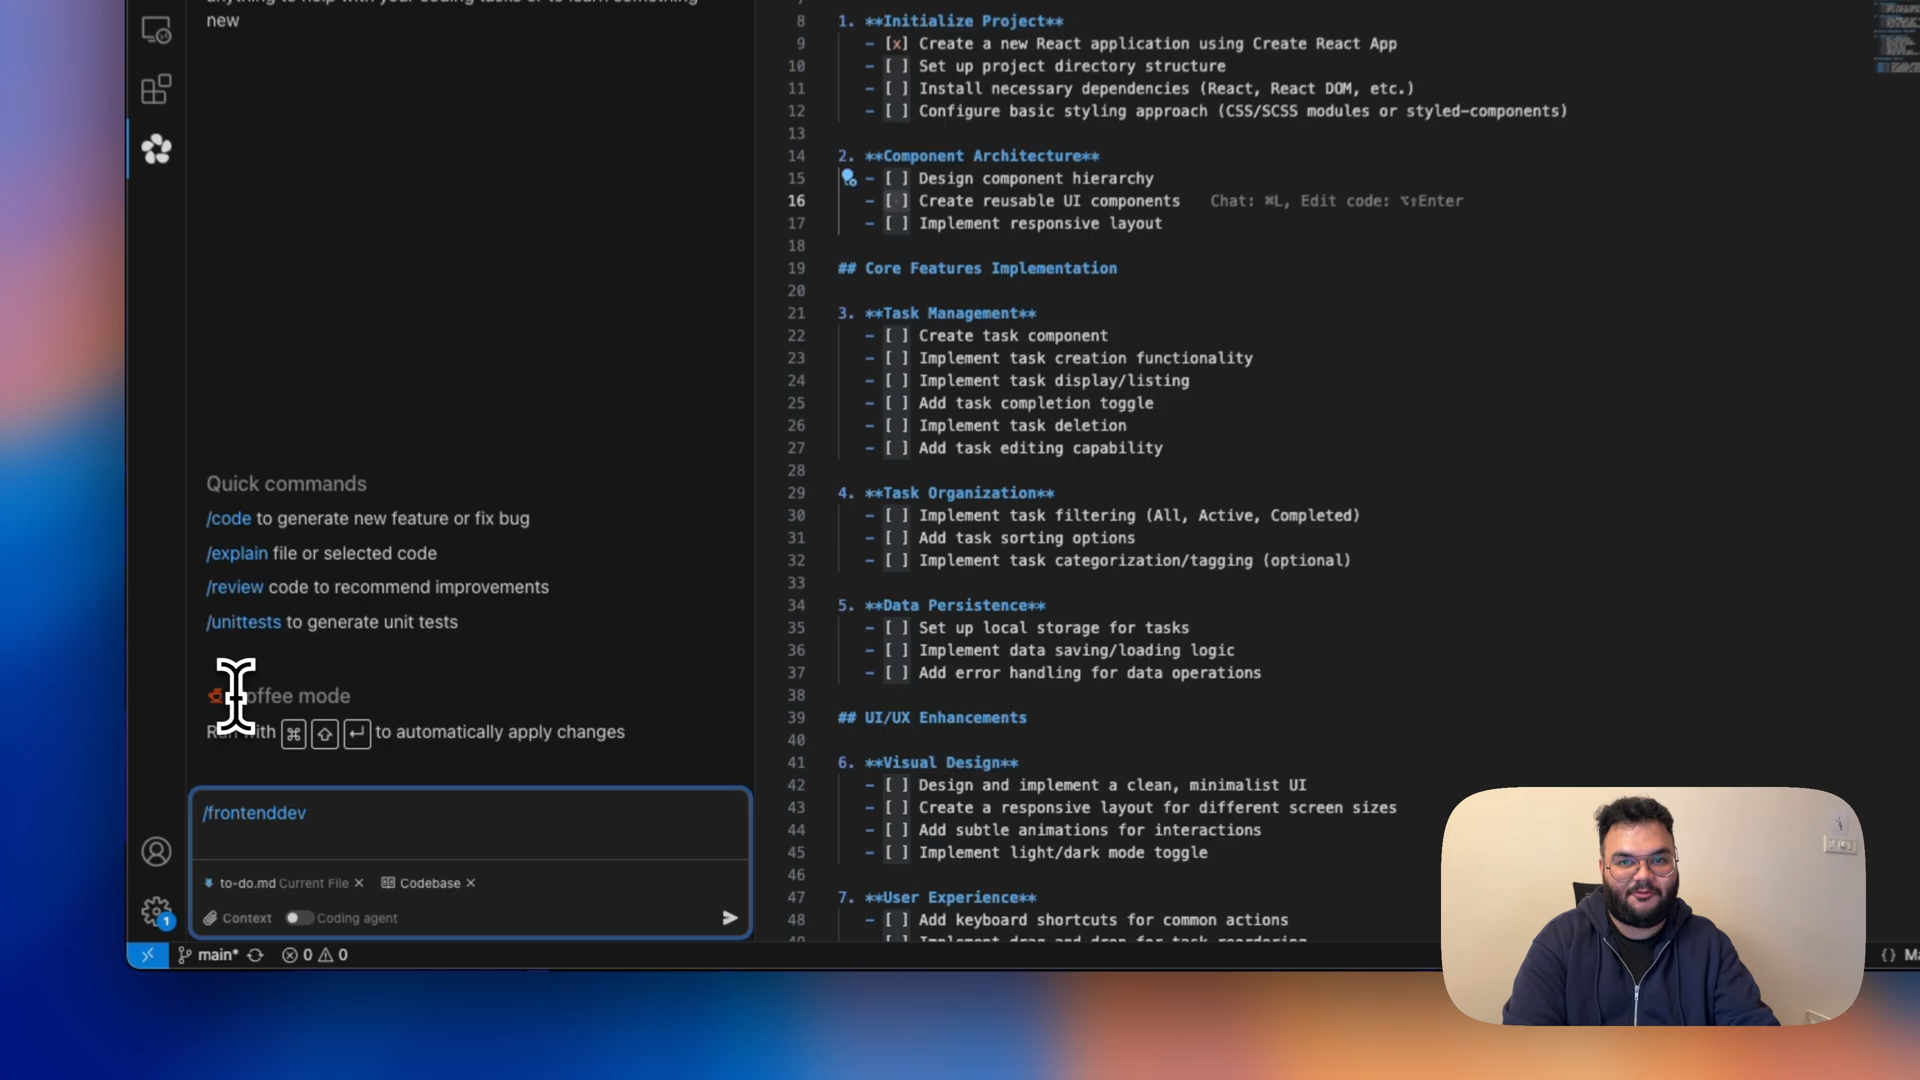 new
Quick commands
/code to generate new feature or fix bug
/explain file or selected code
/review code to recommend improvements
/unittests to generate unit tests
offee mode
Run with ⌘ ⇧ ↵ to automatically apply changes
/frontenddev
to-do.md Current File ✕ Codebase ✕
Context Coding agent
1
main* 0 0
8 1. **Initialize Project**
9 - [x] Create a new React application using Create React App
10 - [ ] Set up project directory structure
11 - [ ] Install necessary dependencies (React, React DOM, etc.)
12 - [ ] Configure basic styling approach (CSS/SCSS modules or styled-components)
13
14 2. **Component Architecture**
15 - [ ] Design component hierarchy
16 - [ ] Create reusable UI components Chat: ⌘L, Edit code: ⌥⇧Enter
17 - [ ] Implement responsive layout
18
19 ## Core Features Implementation
20
21 3. **Task Management**
22 - [ ] Create task component
23 - [ ] Implement task creation functionality
24 - [ ] Implement task display/listing
25 - [ ] Add task completion toggle
26 - [ ] Implement task deletion
27 - [ ] Add task editing capability
28
29 4. **Task Organization**
30 - [ ] Implement task filtering (All, Active, Completed)
31 - [ ] Add task sorting options
32 - [ ] Implement task categorization/tagging (optional)
33
34 5. **Data Persistence**
35 - [ ] Set up local storage for tasks
36 - [ ] Implement data saving/loading logic
37 - [ ] Add error handling for data operations
38
39 ## UI/UX Enhancements
40
41 6. **Visual Design**
42 - [ ] Design and implement a clean, minimalist UI
43 - [ ] Create a responsive layout for different screen sizes
44 - [ ] Add subtle animations for interactions
45 - [ ] Implement light/dark mode toggle
46
47 7. **User Experience**
48 - [ ] Add keyboard shortcuts for common actions
{} Ma